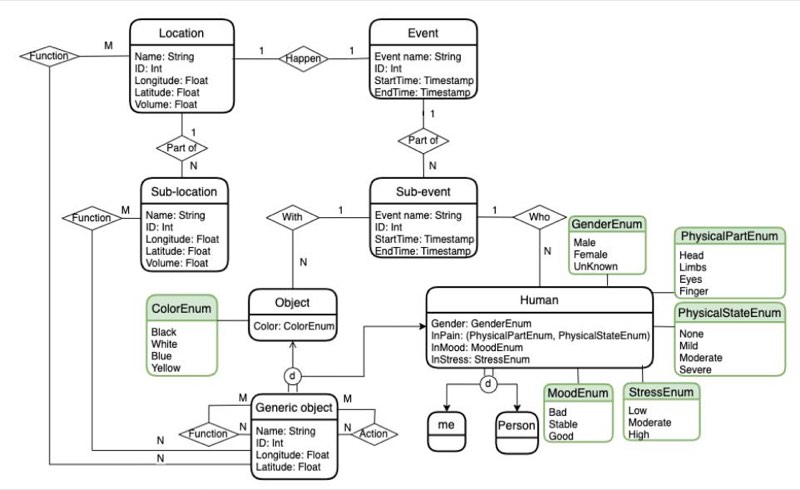 Location
Name: String
ID: Int
Longitude: Float
Latitude: Float
Volume: Float
Function
M
1
Happen
1
Event
Event name: String
ID: Int
StartTime: Timestamp
EndTime: Timestamp
1
Part of
N
1
Part of
N
Sub-location
Name: String
ID: Int
Longitude: Float
Latitude: Float
Volume: Float
Function
M
With
1
N
Sub-event
Event name: String
ID: Int
StartTime: Timestamp
EndTime: Timestamp
1
Who
N
GenderEnum
Male
Female
UnKnown
PhysicalPartEnum
Head
Limbs
Eyes
Finger
ColorEnum
Black
White
Blue
Yellow
Object
Color: ColorEnum
Human
Gender: GenderEnum
InPain: (PhysicalPartEnum, PhysicalStateEnum)
InMood: MoodEnum
InStress: StressEnum
PhysicalStateEnum
None
Mild
Moderate
Severe
d
d
me
Person
MoodEnum
Bad
Stable
Good
StressEnum
Low
Moderate
High
M
Function
N
Generic object
Name: String
ID: Int
Longitude: Float
Latitude: Float
M
N
Action
N
N